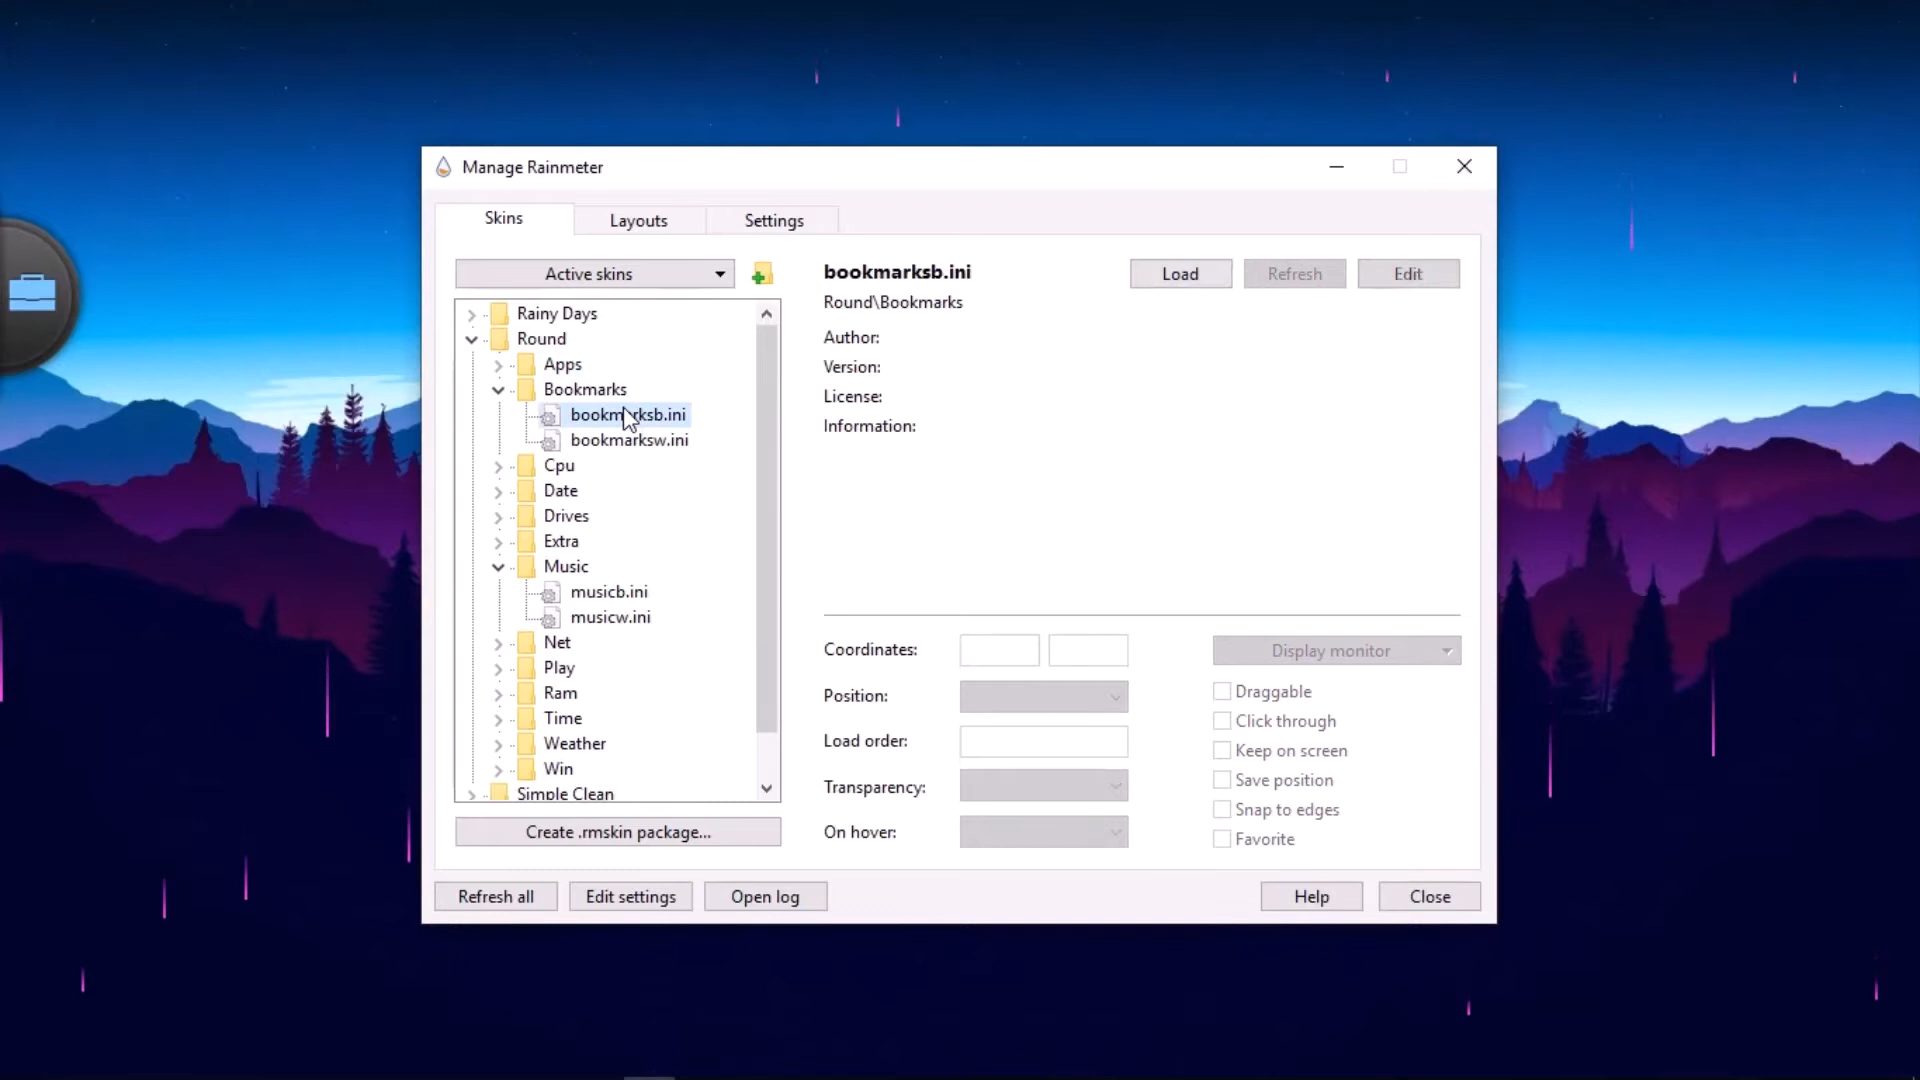 Manage Rainmeter
Skins
Layouts
Settings
Active skins
Rainy Days
Round
Apps
Bookmarks
bookmarksb.ini
bookmarksw.ini
Cpu
Date
Drives
Extra
Music
musicb.ini
musicw.ini
Net
Play
Ram
Time
Weather
Win
Simple Clean
Create .rmskin package...
bookmarksb.ini
Load
Refresh
Edit
Round\Bookmarks
Author:
Version:
License:
Information:
Coordinates:
Display monitor
Position:
Draggable
Click through
Load order:
Keep on screen
Transparency:
Save position
Snap to edges
On hover:
Favorite
Refresh all
Edit settings
Open log
Help
Close